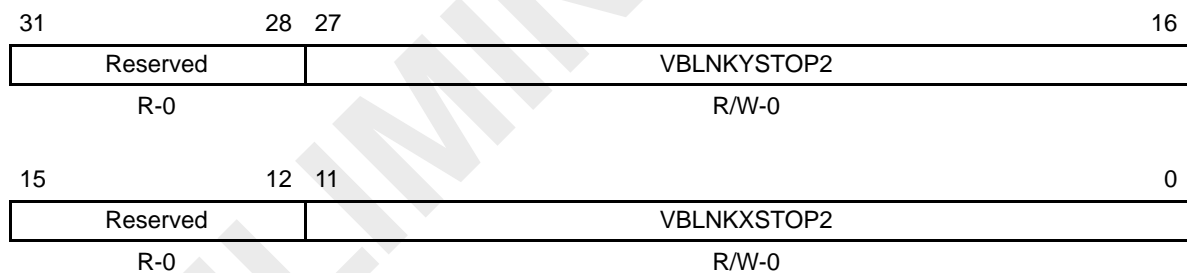 31 28 27 16
Reserved VBLNKYSTOP2
R-0 R/W-0
15 12 11 0
Reserved VBLNKXSTOP2
R-0 R/W-0